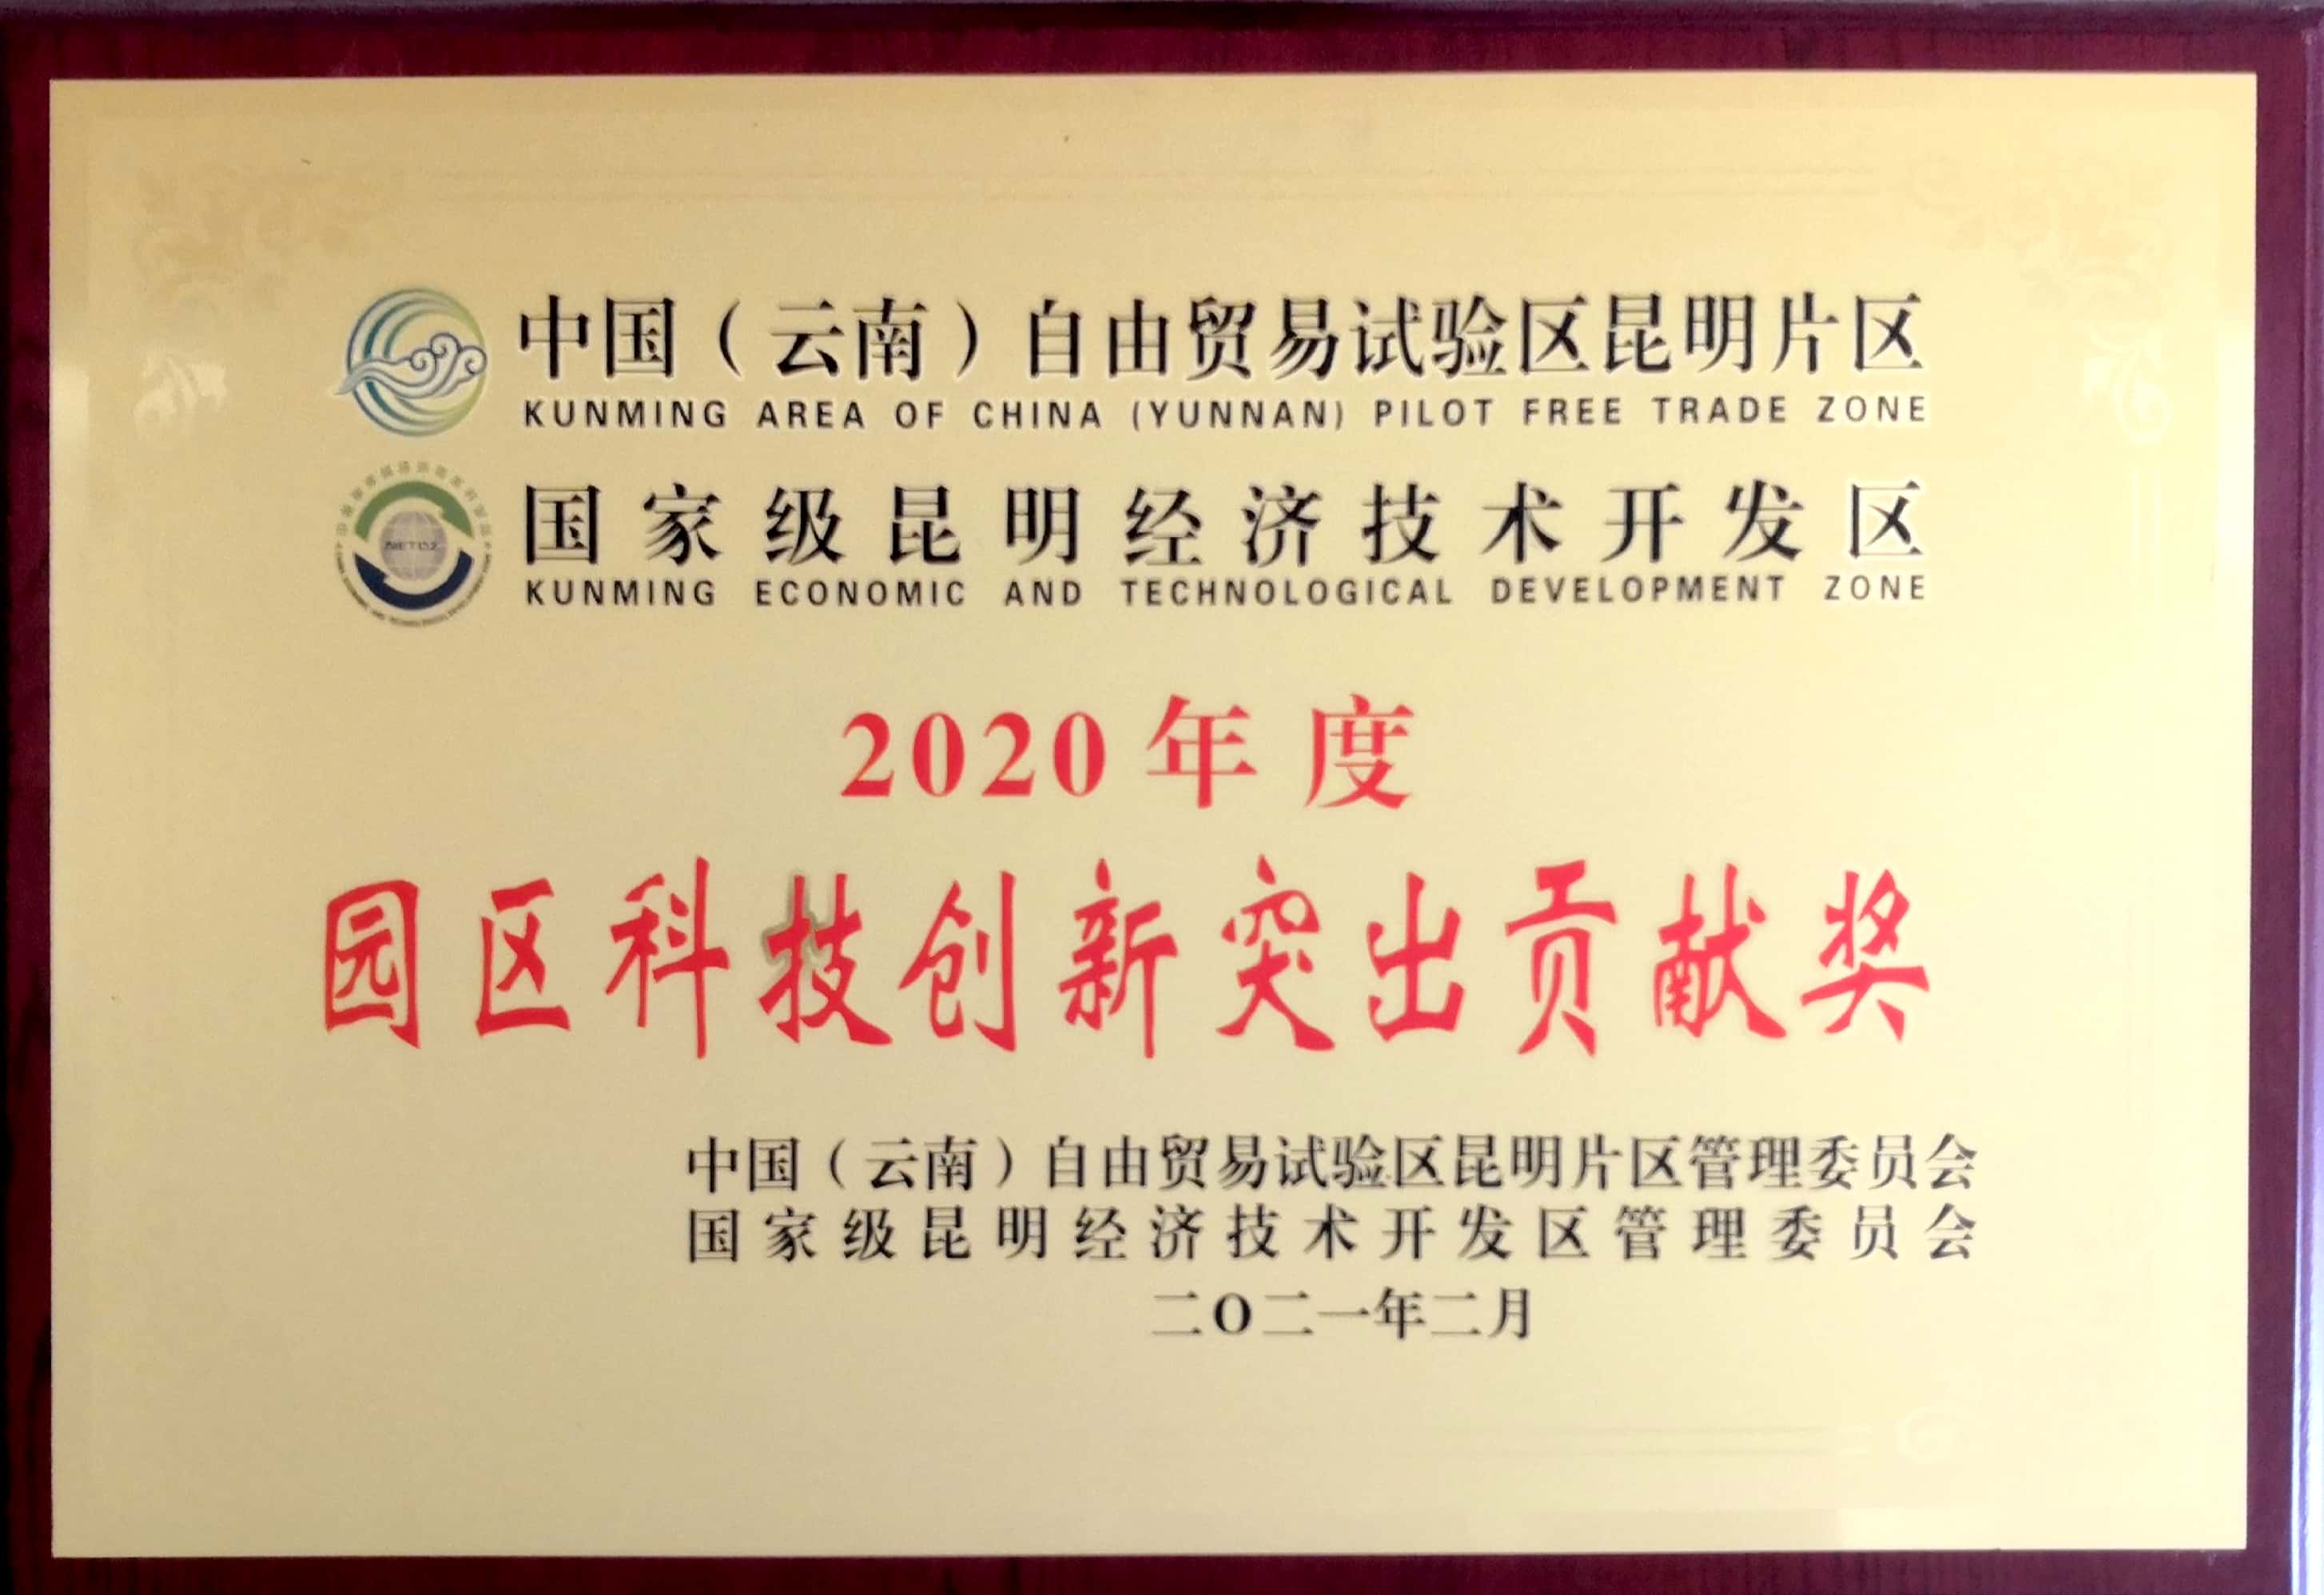 中国（云南）自由贸易试验区昆明片区
KUNMING AREA OF CHINA (YUNNAN) PILOT FREE TRADE ZONE
国家级昆明经济技术开发区
KUNMING ECONOMIC AND TECHNOLOGICAL DEVELOPMENT ZONE
NETDZ
2020年度
园区科技创新突出贡献奖
中国（云南）自由贸易试验区昆明片区管理委员会
国家级昆明经济技术开发区管理委员会
二O二一年二月